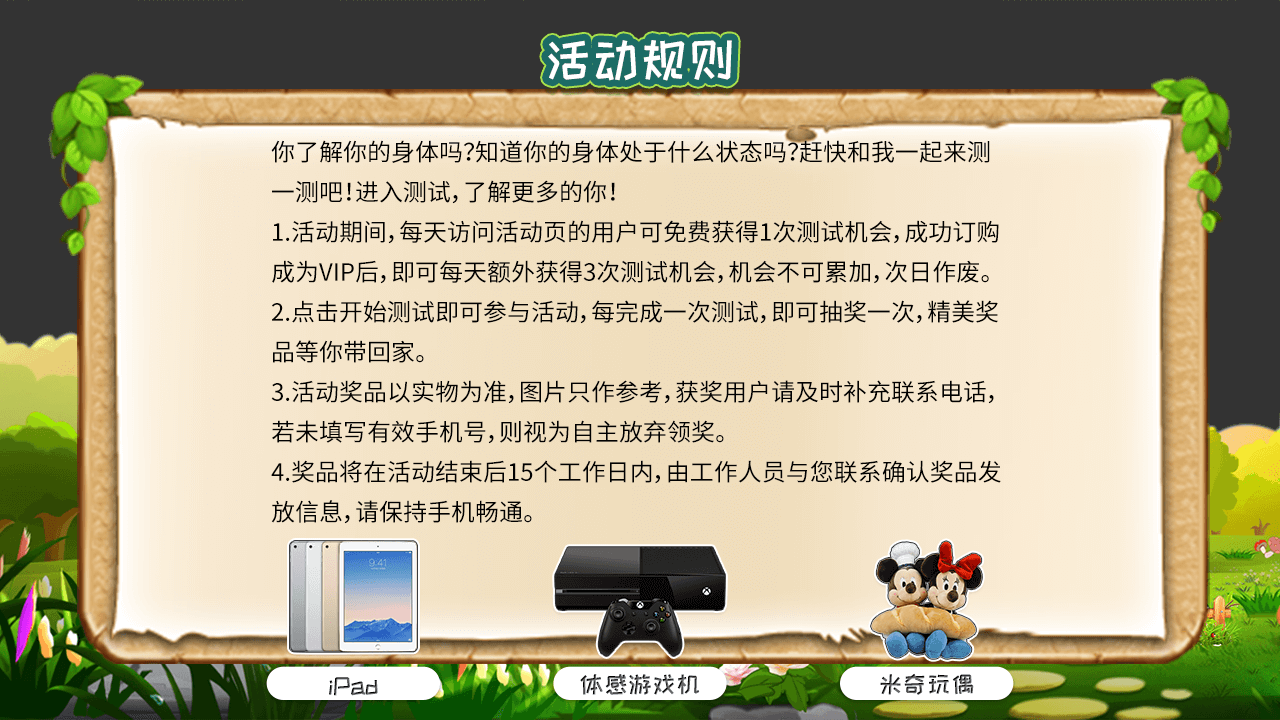 活动规则
你了解你的身体吗？知道你的身体处于什么状态吗？赶快和我一起来测
一测吧！进入测试，了解更多的你！
1.活动期间，每天访问活动页的用户可免费获得1次测试机会，成功订购
成为VIP后，即可每天额外获得3次测试机会，机会不可累加，次日作废。
2.点击开始测试即可参与活动，每完成一次测试，即可抽奖一次，精美奖
品等你带回家。
3.活动奖品以实物为准，图片只作参考，获奖用户请及时补充联系电话，
若未填写有效手机号，则视为自主放弃领奖。
4.奖品将在活动结束后15个工作日内，由工作人员与您联系确认奖品发
放信息，请保持手机畅通。
9:41
iPad
体感游戏机
米奇玩偶